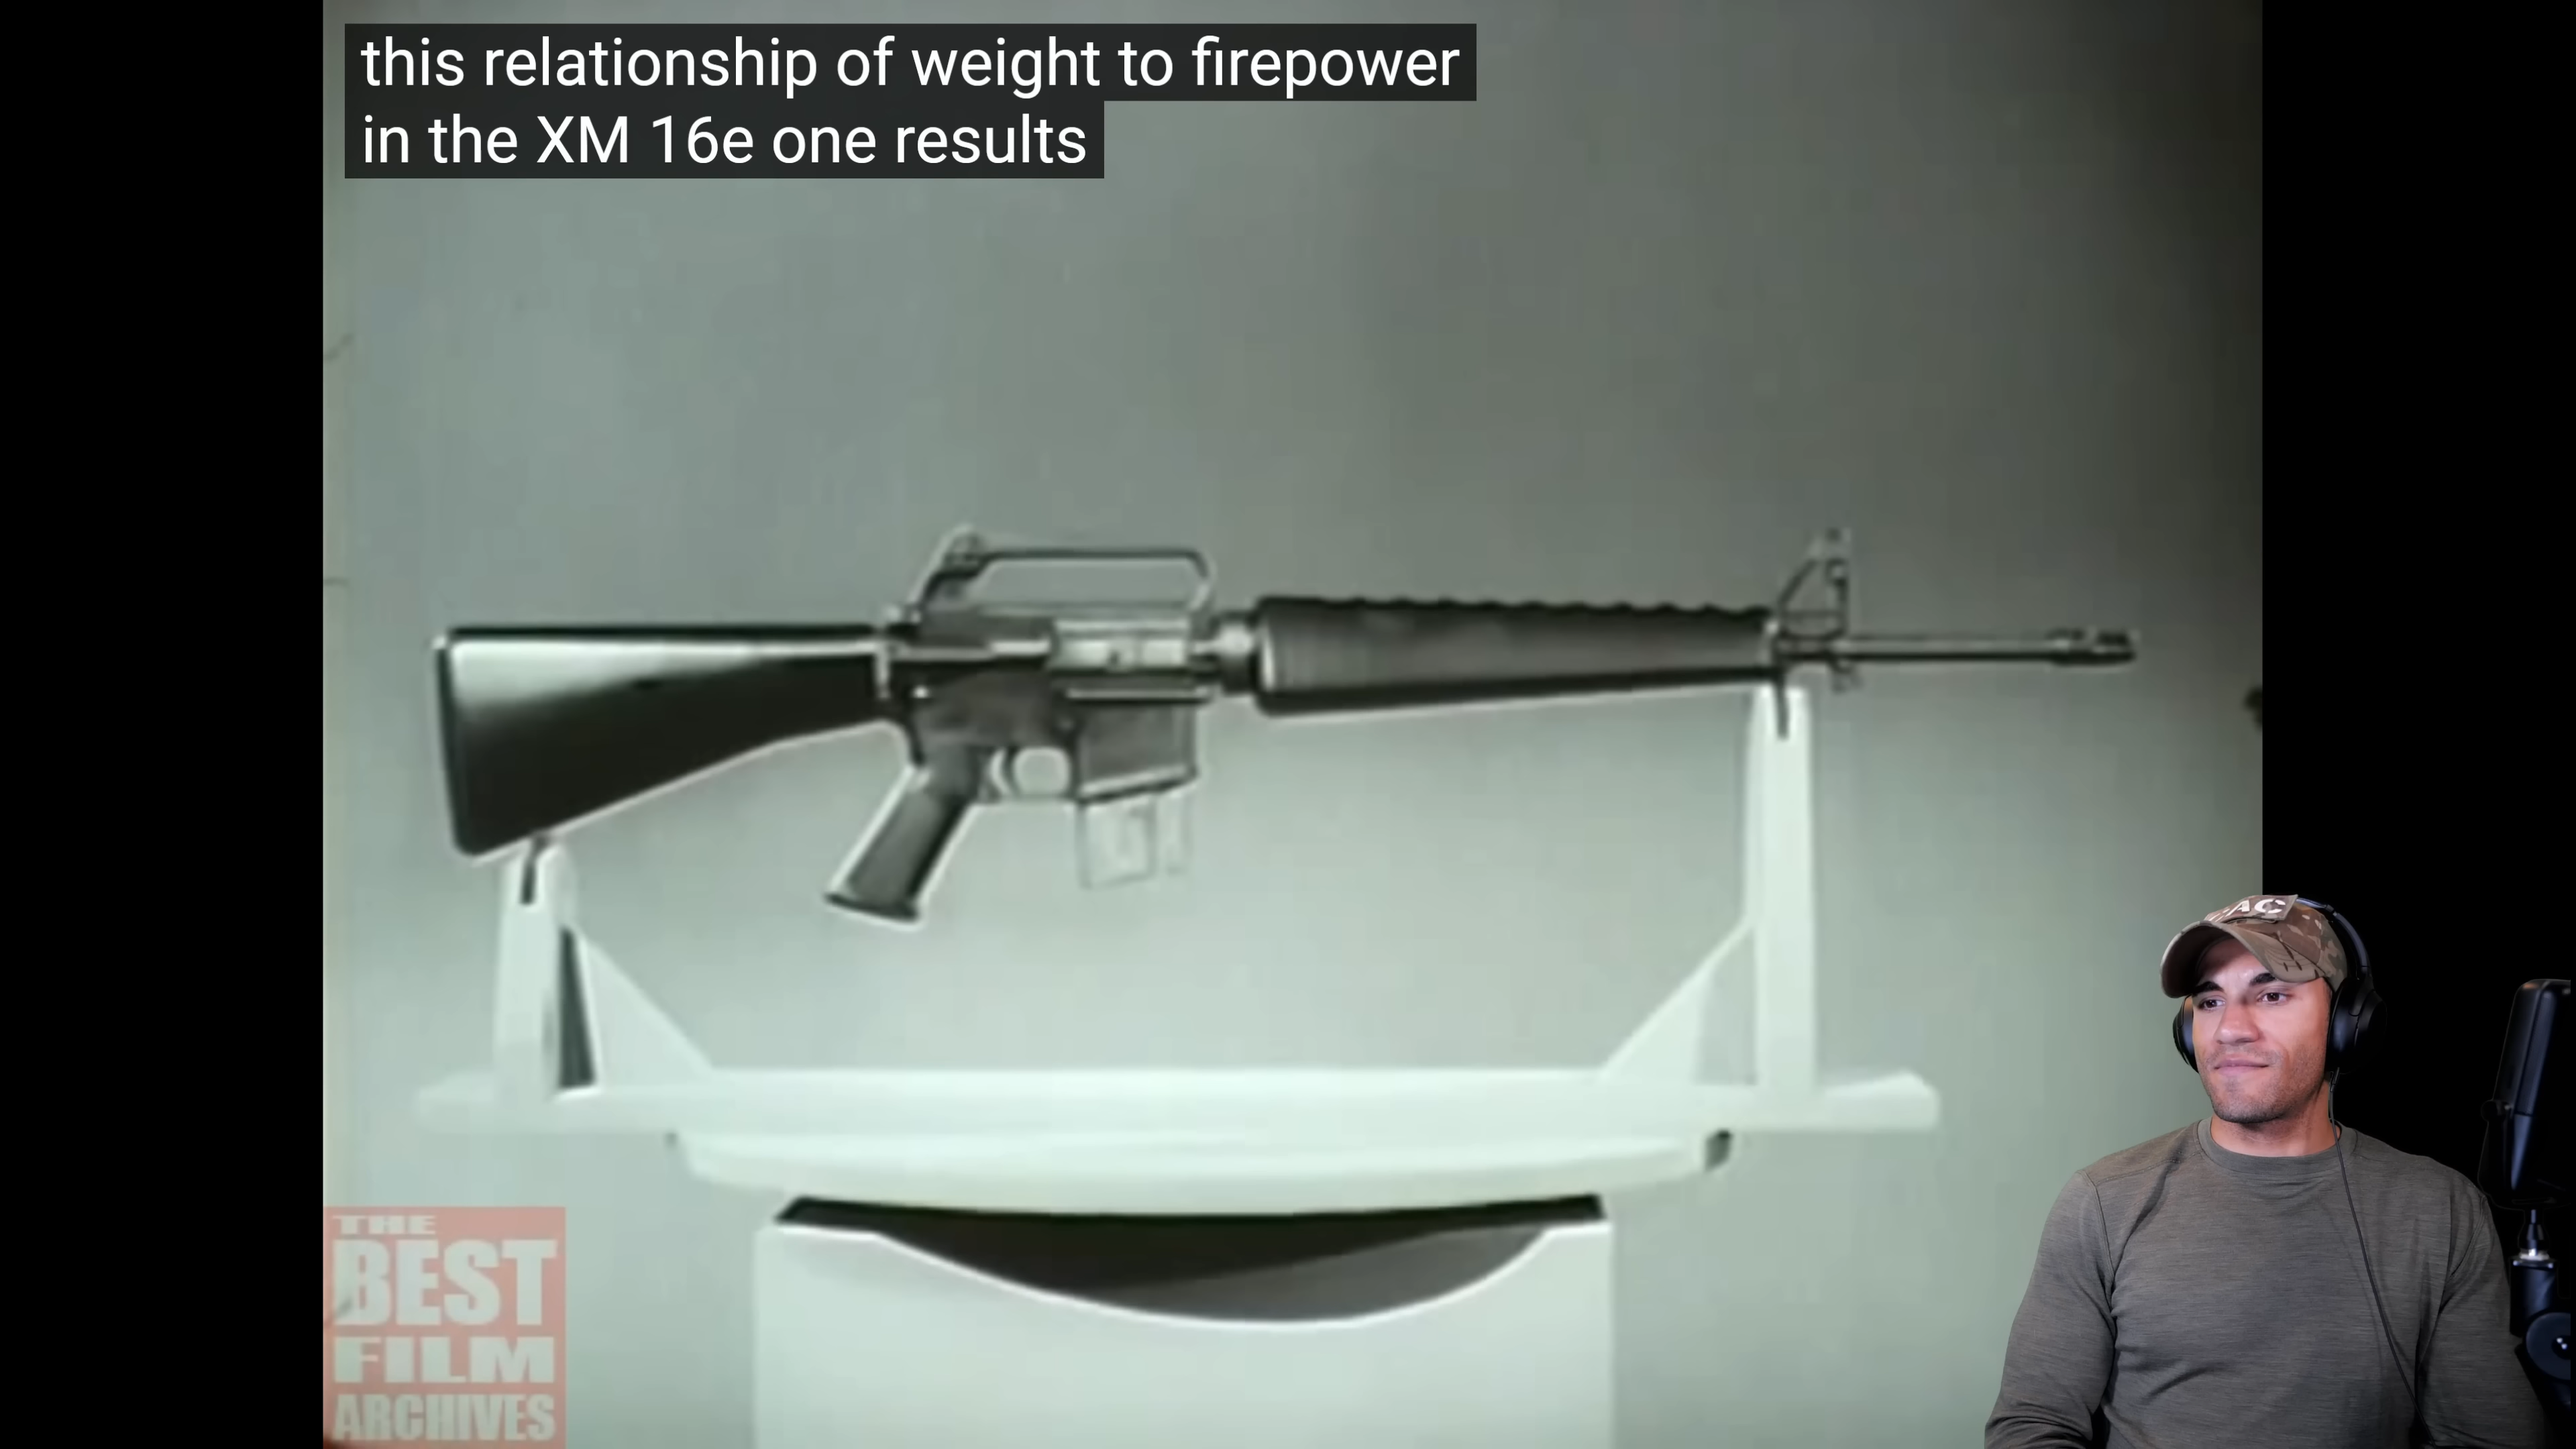 this relationship of weight to firepower
in the XM 16e one results
THE
BEST
FILM
ARCHIVES